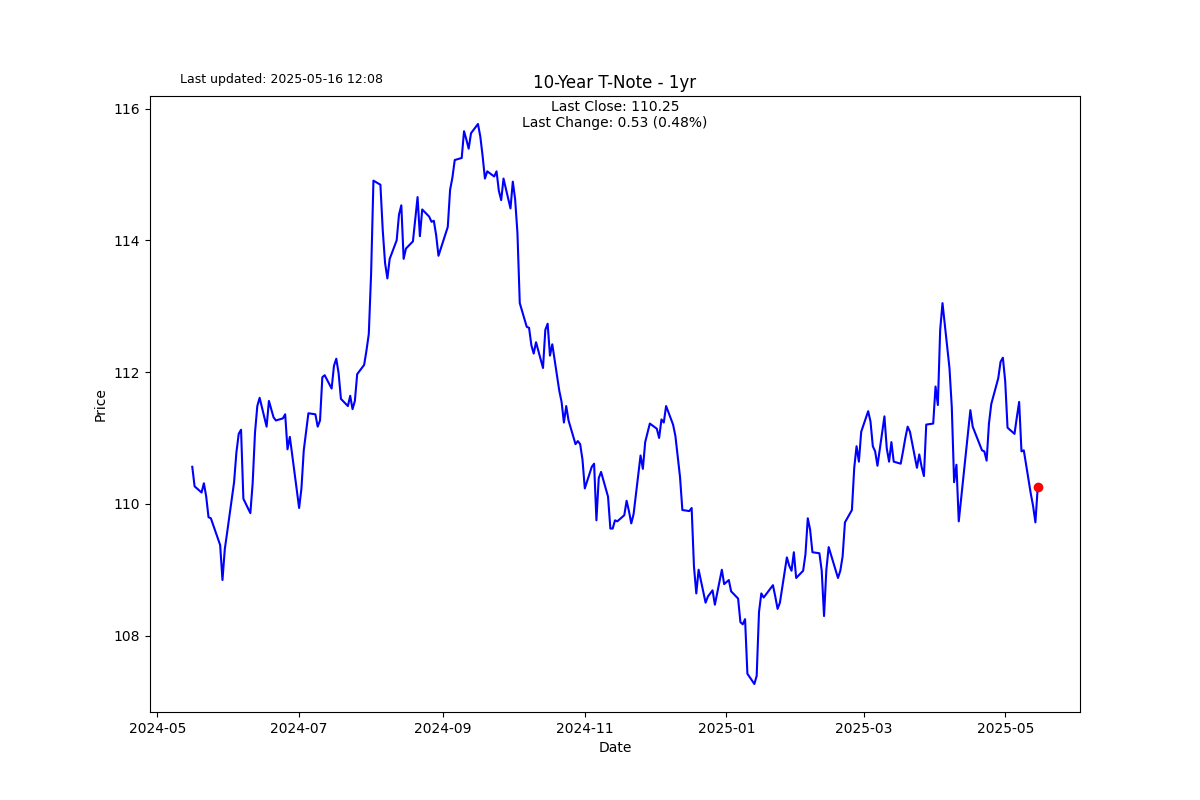 Last updated: 2025-05-16 12:08
10-Year T-Note - 1yr
Last Close: 110.25
Last Change: 0.53 (0.48%)
116
114
112
110
108
Price
2024-05
2024-07
2024-09
2024-11
2025-01
2025-03
2025-05
Date